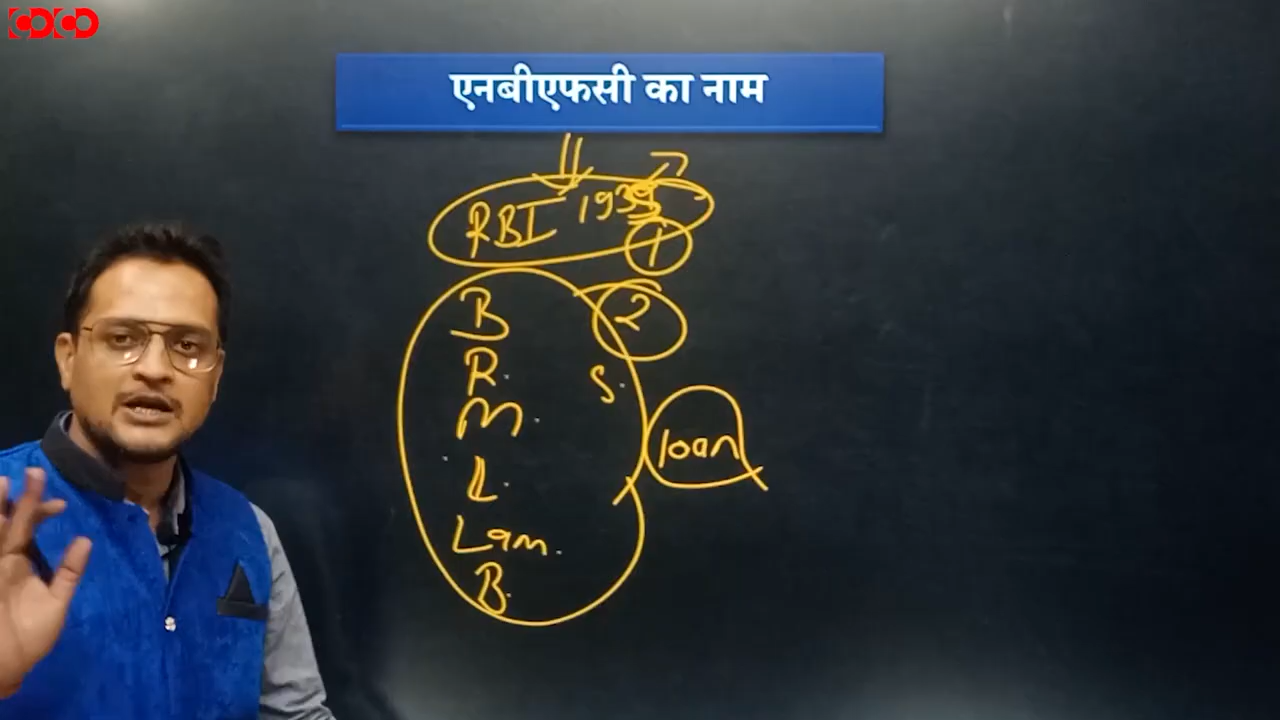 एनबीएफसी का नाम
RBI 1935
1
B 2
R. S.
M.
L.
loan
Lam.
B.